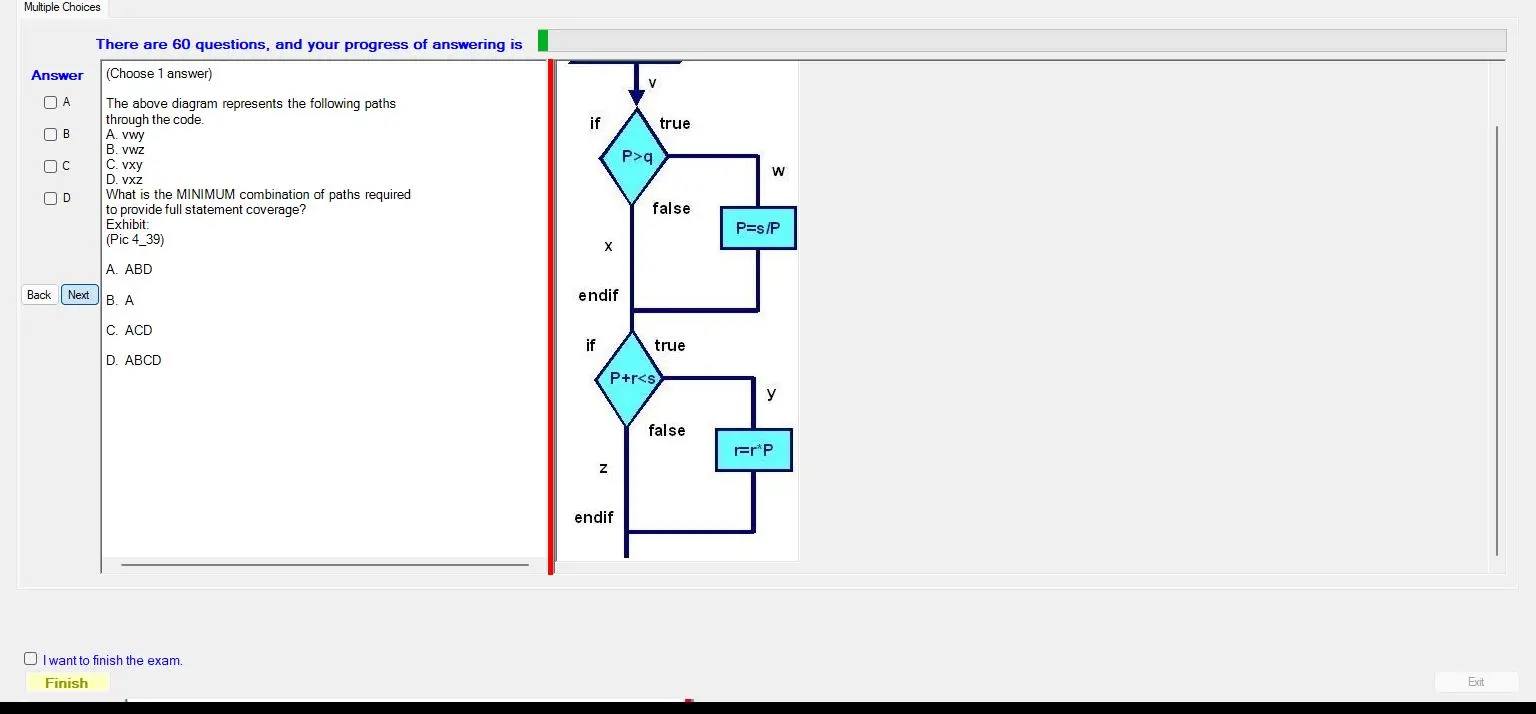 Multiple Choices
There are 60 questions, and your progress of answering is
Answer
A
B
C
D
Back
Next
(Choose 1 answer)
The above diagram represents the following paths
through the code.
A. vwy
B. vwz
C. vxy
D. vxz
What is the MINIMUM combination of paths required
to provide full statement coverage?
Exhibit:
(Pic 4_39)
A. ABD
B. A
C. ACD
D. ABCD
v
if
true
P>q
w
false
P=s/P
x
endif
if
true
P+r<s
y
false
r=r*P
z
endif
I want to finish the exam.
Finish
Exit